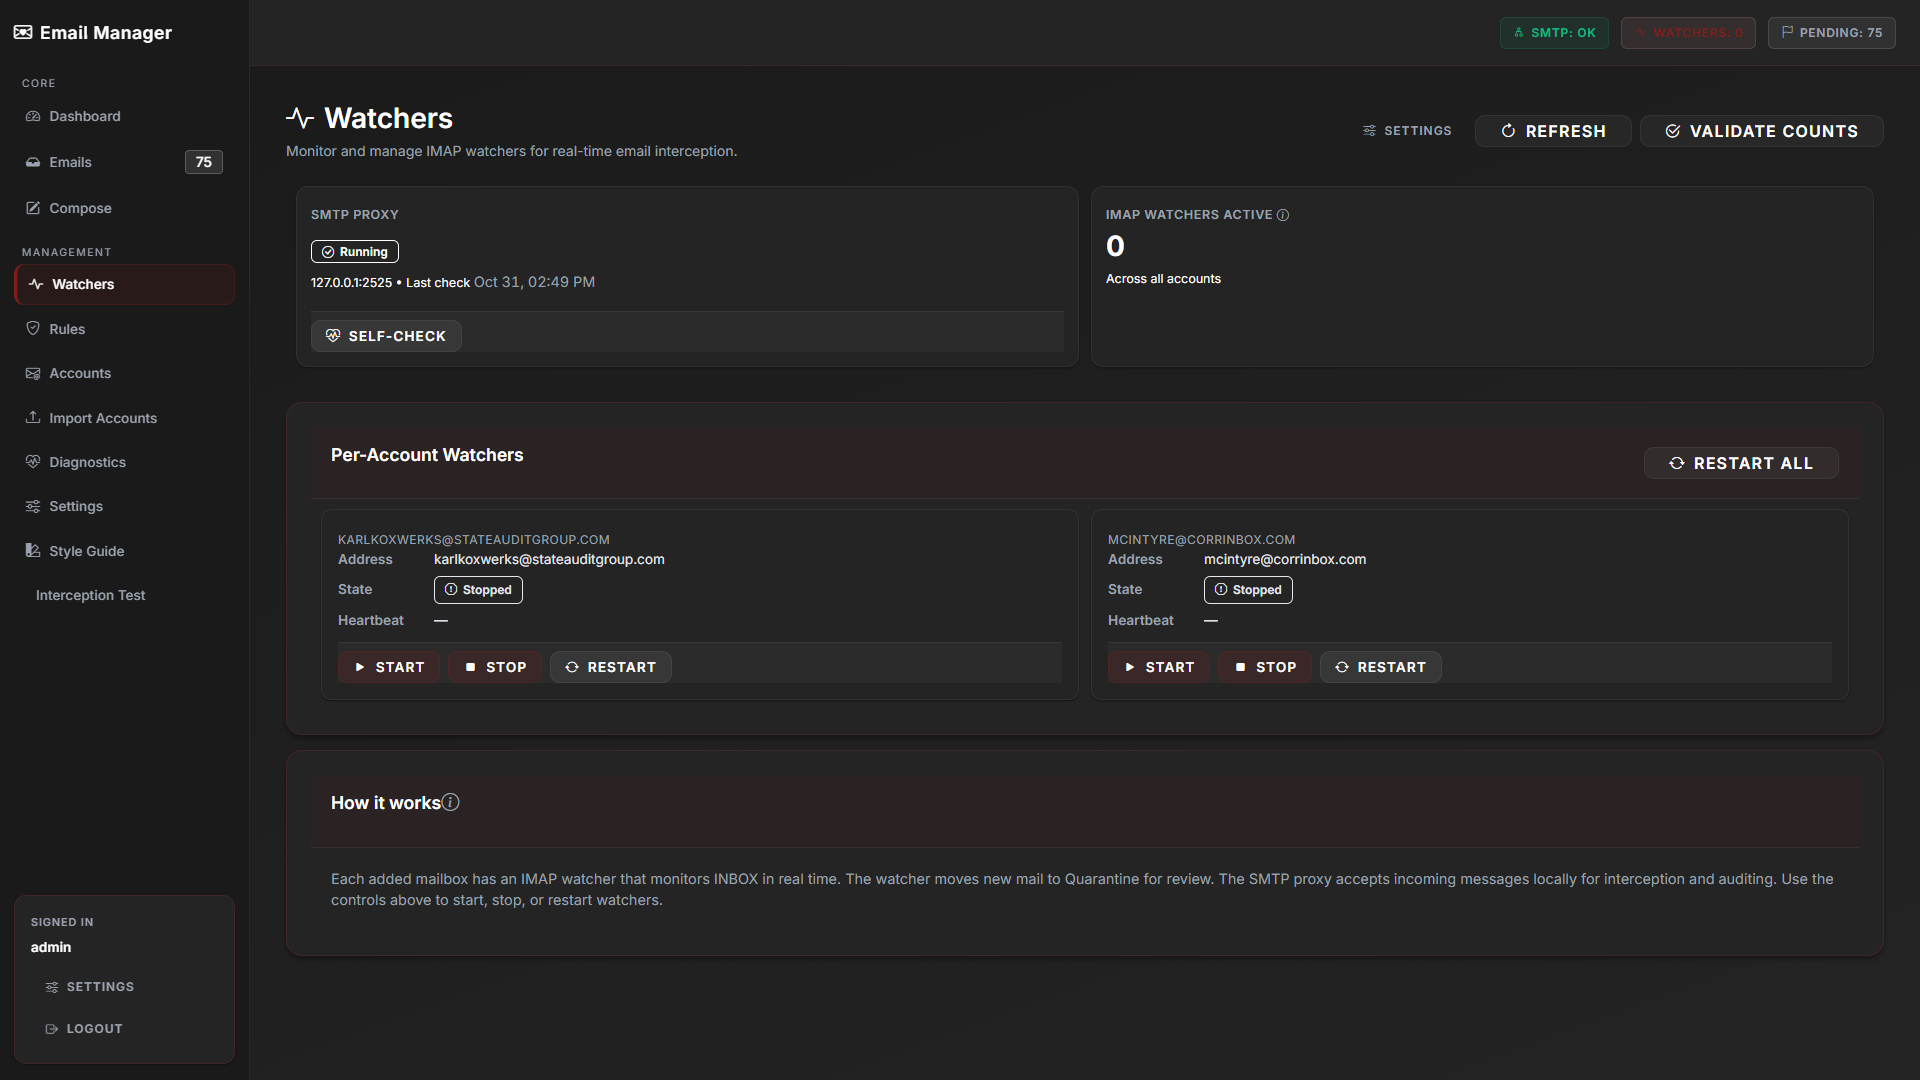 Email Manager
SMTP: OK
WATCHERS: 0
PENDING: 75
CORE
Dashboard
Emails
75
Compose
MANAGEMENT
Watchers
Rules
Accounts
Import Accounts
Diagnostics
Settings
Style Guide
Interception Test
SIGNED IN
admin
SETTINGS
LOGOUT
Watchers
Monitor and manage IMAP watchers for real-time email interception.
SETTINGS
REFRESH
VALIDATE COUNTS
SMTP PROXY
Running
127.0.0.1:2525 • Last check Oct 31, 02:49 PM
SELF-CHECK
IMAP WATCHERS ACTIVE
0
Across all accounts
Per-Account Watchers
RESTART ALL
KARLKOXWERKS@STATEAUDITGROUP.COM
Address karlkoxwerks@stateauditgroup.com
State Stopped
Heartbeat —
START STOP RESTART
MCINTYRE@CORRINBOX.COM
Address mcintyre@corrinbox.com
State Stopped
Heartbeat —
START STOP RESTART
How it works
Each added mailbox has an IMAP watcher that monitors INBOX in real time. The watcher moves new mail to Quarantine for review. The SMTP proxy accepts incoming messages locally for interception and auditing. Use the
controls above to start, stop, or restart watchers.